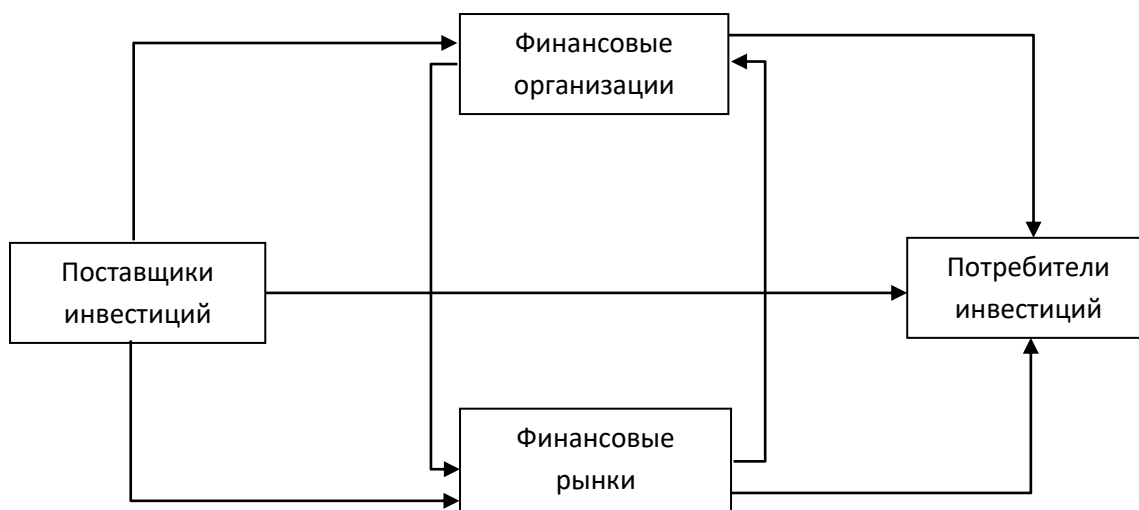 Финансовые
организации
Поставщики
инвестиций
Потребители
инвестиций
Финансовые
рынки